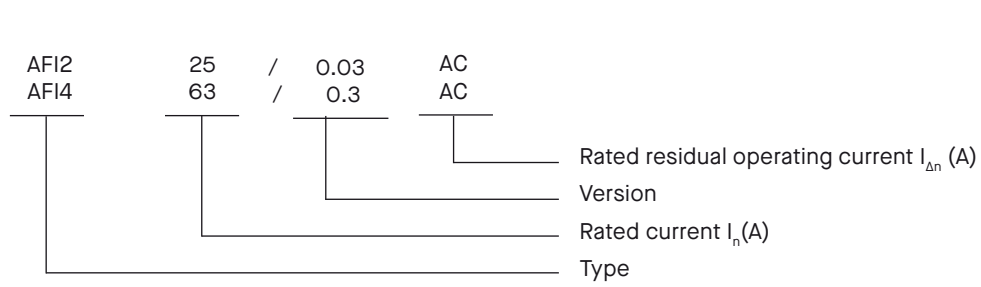 AFI2 25 / 0.03 AC
AFI4 63 / 0.3 AC
Rated residual operating current IΔn (A)
Version
Rated current In(A)
Type